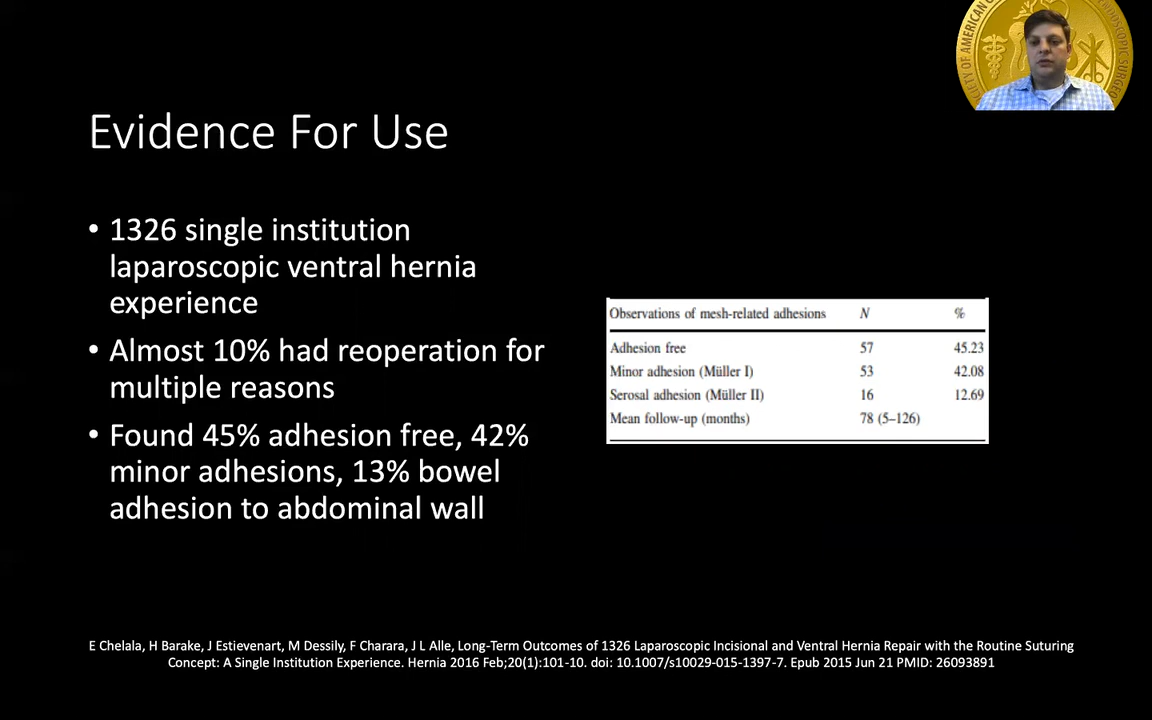 SOCIETY OF AMERICAN
ENDOSCOPIC SURGEO
Evidence For Use
• 1326 single institution
laparoscopic ventral hernia
experience
• Almost 10% had reoperation for
multiple reasons
• Found 45% adhesion free, 42%
minor adhesions, 13% bowel
adhesion to abdominal wall
Observations of mesh-related adhesions N %
Adhesion free 57 45.23
Minor adhesion (Müller I) 53 42.08
Serosal adhesion (Müller II) 16 12.69
Mean follow-up (months) 78 (5–126)
E Chelala, H Barake, J Estievenart, M Dessily, F Charara, J L Alle, Long-Term Outcomes of 1326 Laparoscopic Incisional and Ventral Hernia Repair with the Routine Suturing
Concept: A Single Institution Experience. Hernia 2016 Feb;20(1):101-10. doi: 10.1007/s10029-015-1397-7. Epub 2015 Jun 21 PMID: 26093891